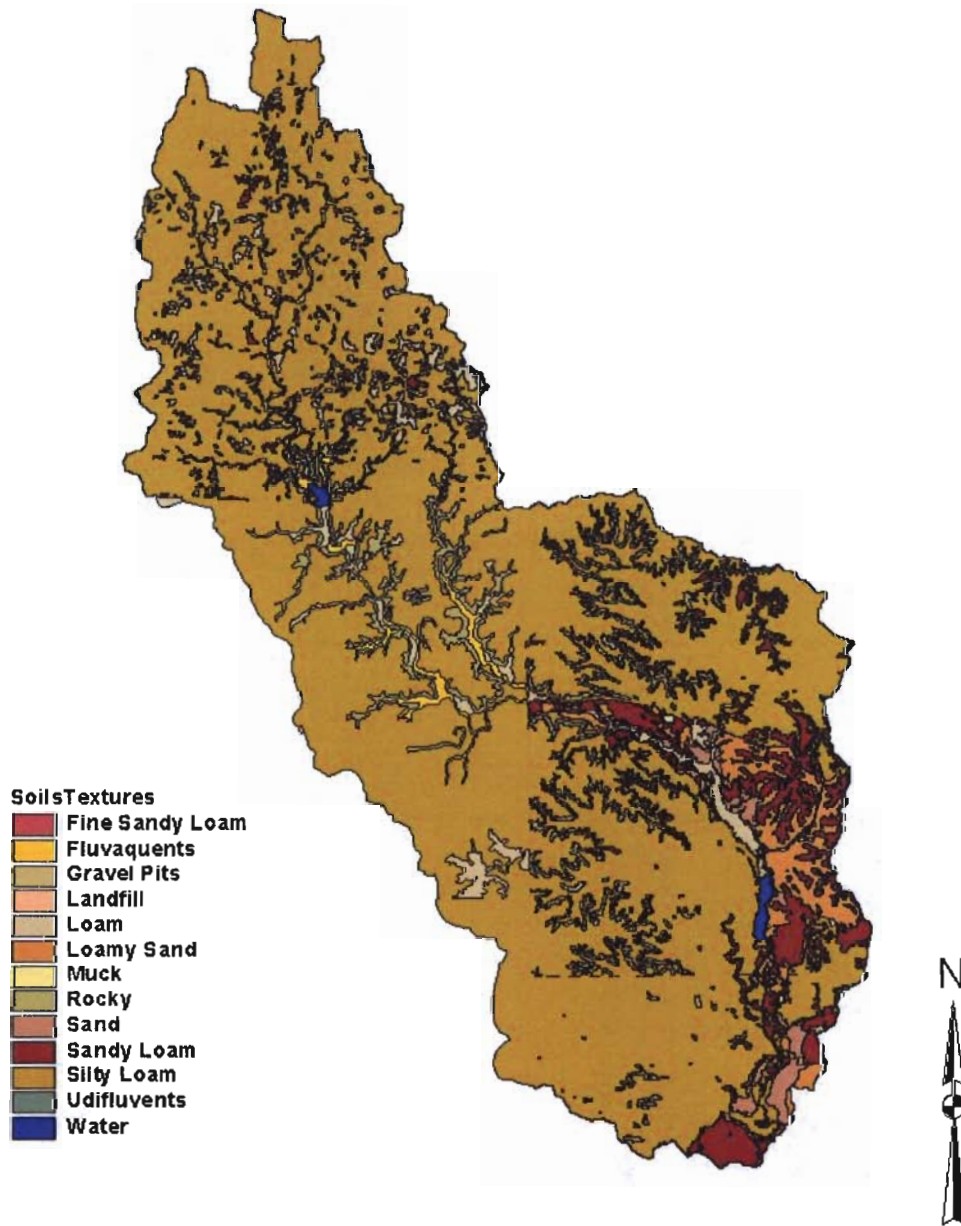 SoilsTextures
Fine Sandy Loam
Fluvaquents
Gravel Pits
Landfill
Loam
Loamy Sand
Muck
Rocky
Sand
Sandy Loam
Silty Loam
Udifluvents
Water
N